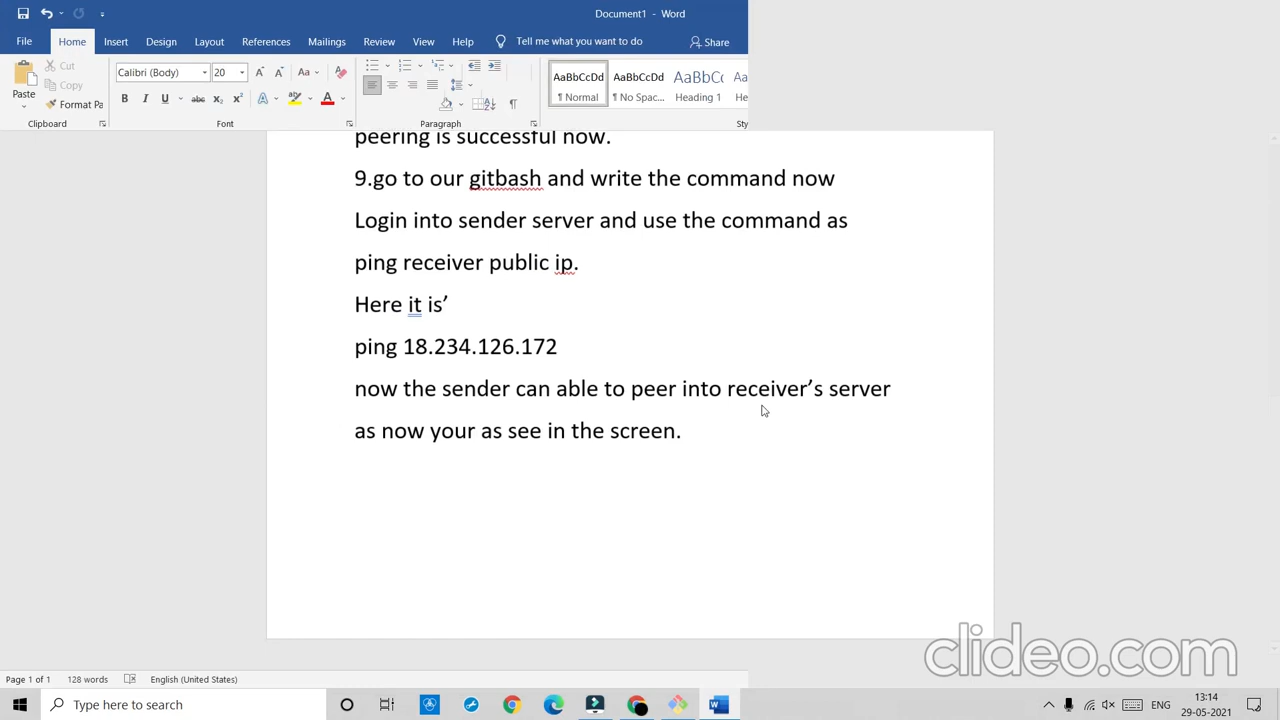 Document1 - Word
File Home Insert Design Layout References Mailings Review View Help Tell me what you want to do Share
Cut
Calibri (Body) 20 Aa AaBbCcDd AaBbCcDd AaBbCc
Copy
Paste Format Pa B I U abc x₂ x² A A ¶ Normal ¶ No Spac... Heading 1
Clipboard Font Paragraph
peering is successful now.
9.go to our gitbash and write the command now
Login into sender server and use the command as
ping receiver public ip.
Here it is’
ping 18.234.126.172
now the sender can able to peer into receiver’s server
as now your as see in the screen.
clideo.com
Page 1 of 1 128 words English (United States)
Type here to search ENG 13:14
29-05-2021